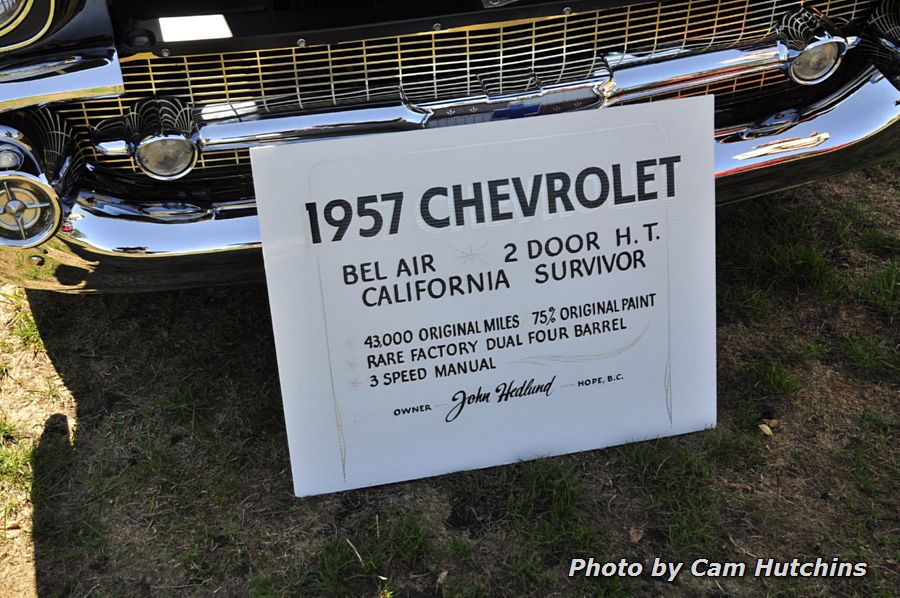 1957 CHEVROLET
BEL AIR 2 DOOR H.T.
CALIFORNIA SURVIVOR
43,000 ORIGINAL MILES 75% ORIGINAL PAINT
RARE FACTORY DUAL FOUR BARREL
3 SPEED MANUAL
OWNER — John Hedlund — HOPE, B.C.
Photo by Cam Hutchins